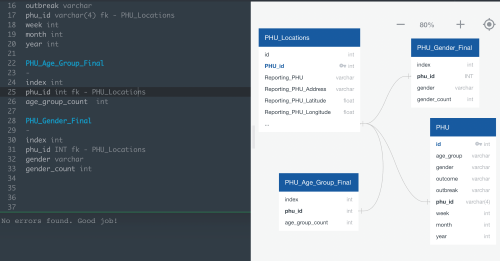 16 outbreak varchar
17 phu_id varchar(4) fk - PHU_Locations
18 week int
19 month int
20 year int
21
22 PHU_Age_Group_Final
23 -
24 index int
25 phu_id int fk - PHU_Locations
26 age_group_count  int
27
28 PHU_Gender_Final
29 -
30 index int
31 phu_id INT fk - PHU_Locations
32 gender varchar
33 gender_count int
34
35
36
37
No errors found. Good job!
80%
PHU_Locations
id int
PHU_id int
Reporting_PHU varchar
Reporting_PHU_Address varchar
Reporting_PHU_Latitude float
Reporting_PHU_Longitude float
...
PHU_Gender_Final
index int
phu_id INT
gender varchar
gender_count int
PHU
id int
age_group varchar
gender varchar
outcome varchar
outbreak varchar
phu_id varchar(4)
week int
month int
year int
PHU_Age_Group_Final
index int
phu_id int
age_group_count int